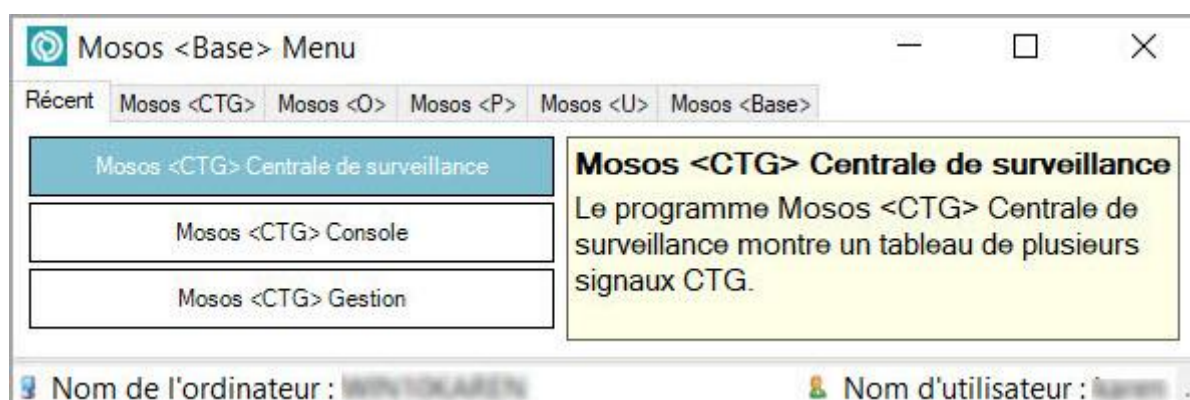 Mosos <Base> Menu
Récent Mosos <CTG> Mosos <O> Mosos <P> Mosos <U> Mosos <Base>
Mosos <CTG> Centrale de surveillance
Mosos <CTG> Console
Mosos <CTG> Gestion
Mosos <CTG> Centrale de surveillance
Le programme Mosos <CTG> Centrale de
surveillance montre un tableau de plusieurs
signaux CTG.
Nom de l'ordinateur :
Nom d'utilisateur :